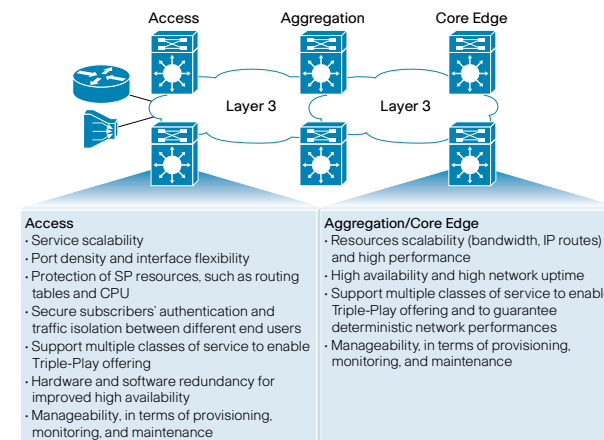 Access Aggregation Core Edge
Layer 3 Layer 3
Access
· Service scalability
· Port density and interface flexibility
· Protection of SP resources, such as routing
tables and CPU
· Secure subscribers' authentication and
traffic isolation between different end users
· Support multiple classes of service to enable
Triple-Play offering
· Hardware and software redundancy for
improved high availability
· Manageability, in terms of provisioning,
monitoring, and maintenance
Aggregation/Core Edge
· Resources scalability (bandwidth, IP routes)
and high performance
· High availability and high network uptime
· Support multiple classes of service to enabl
Triple-Play offering and to guarantee
deterministic network performances
· Manageability, in terms of provisioning,
monitoring, and maintenance